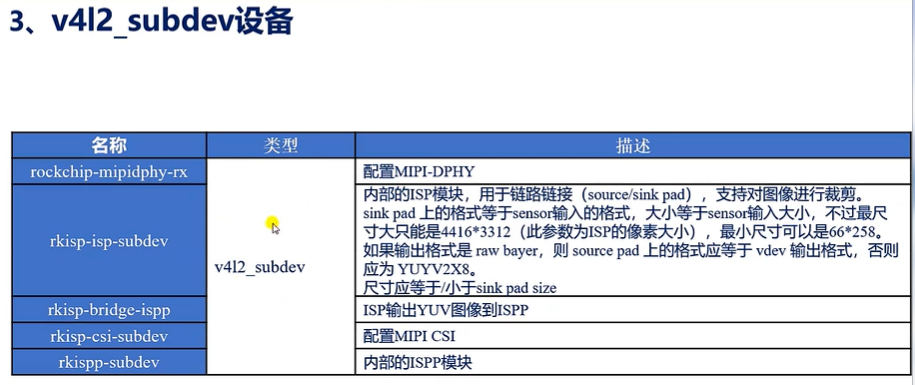 3、v4l2_subdev设备
名称 类型 描述
rockchip-mipidphy-rx 配置MIPI-DPHY
rkisp-isp-subdev v4l2_subdev 内部的ISP模块，用于链路链接（source/sink pad），支持对图像进行裁剪。
sink pad 上的格式等于sensor输入的格式，大小等于sensor输入大小，不过最尺
寸大只能是4416*3312（此参数为ISP的像素大小），最小尺寸可以是66*258。
如果输出格式是 raw bayer，则 source pad 上的格式应等于 vdev 输出格式，否则
应为 YUYV2X8。
尺寸应等于/小于sink pad size
rkisp-bridge-ispp ISP输出YUV图像到ISPP
rkisp-csi-subdev 配置MIPI CSI
rkispp-subdev 内部的ISPP模块